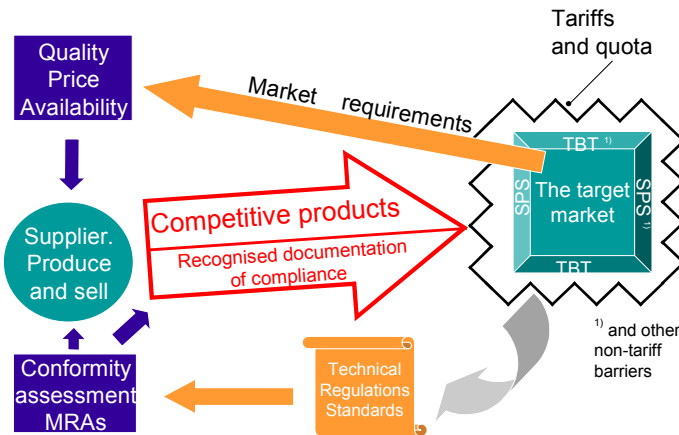 Tariffs
and quota
Quality
Price
Availability
Market requirements
TBT 1)
SPS
The target
market
SPS 1)
TBT
Competitive products
Recognised documentation
of compliance
Supplier.
Produce
and sell
1) and other
non-tariff
barriers
Technical
Regulations
Standards
Conformity
assessment
MRAs